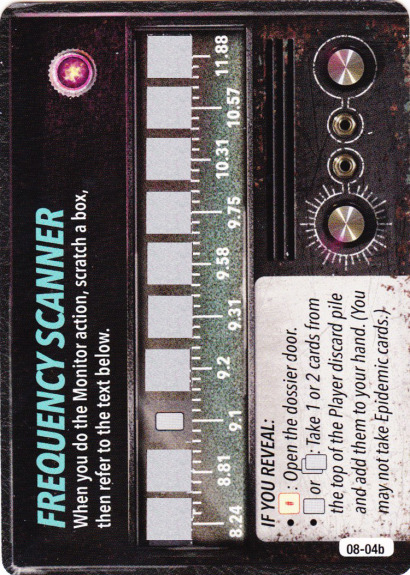 FREQUENCY SCANNER
When you do the Monitor action, scratch a box,
then refer to the text below.
8.24 8.81 9.1 9.2 9.31 9.58 9.75 10.31 10.57 11.88
IF YOU REVEAL:
• # : Open the dossier door.
• or : Take 1 or 2 cards from
the top of the Player discard pile
and add them to your hand. (You
may not take Epidemic cards.)
08-04b